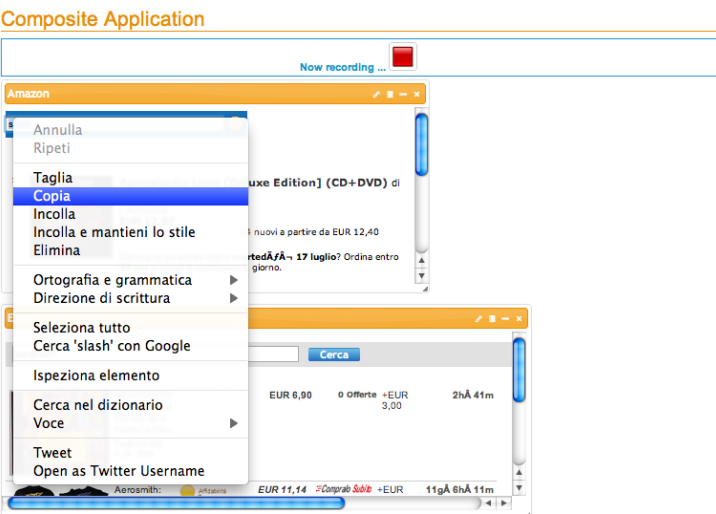 Composite Application
Now recording ...
Amazon
s
Annulla
Ripeti
Taglia
Copia
Incolla
Incolla e mantieni lo stile
Elimina
Ortografia e grammatica
Direzione di scrittura
Seleziona tutto
Cerca 'slash' con Google
Ispeziona elemento
Cerca nel dizionario
Voce
Tweet
Open as Twitter Username
uxe Edition] (CD+DVD) di
nuovi a partire da EUR 12,40
rtedÃƒÂ¬ 17 luglio? Ordina entro
giorno.
E
Cerca
EUR 6,90 0 Offerte +EUR 2hÂ 41m
3,00
Aerosmith: Affidabilità EUR 11,14 Compralo Subito +EUR 11gÂ 6hÂ 11m